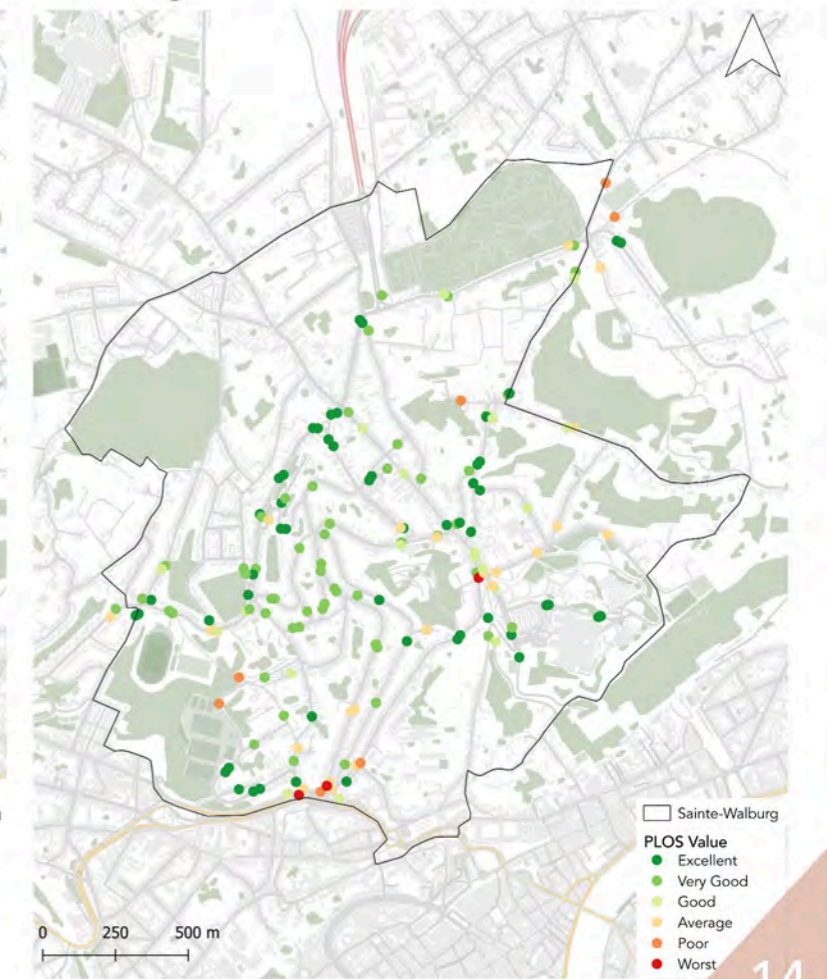 Sainte-Walburg
PLOS Value
Excellent
Very Good
Good
Average
Poor
Worst
0 250 500 m
14